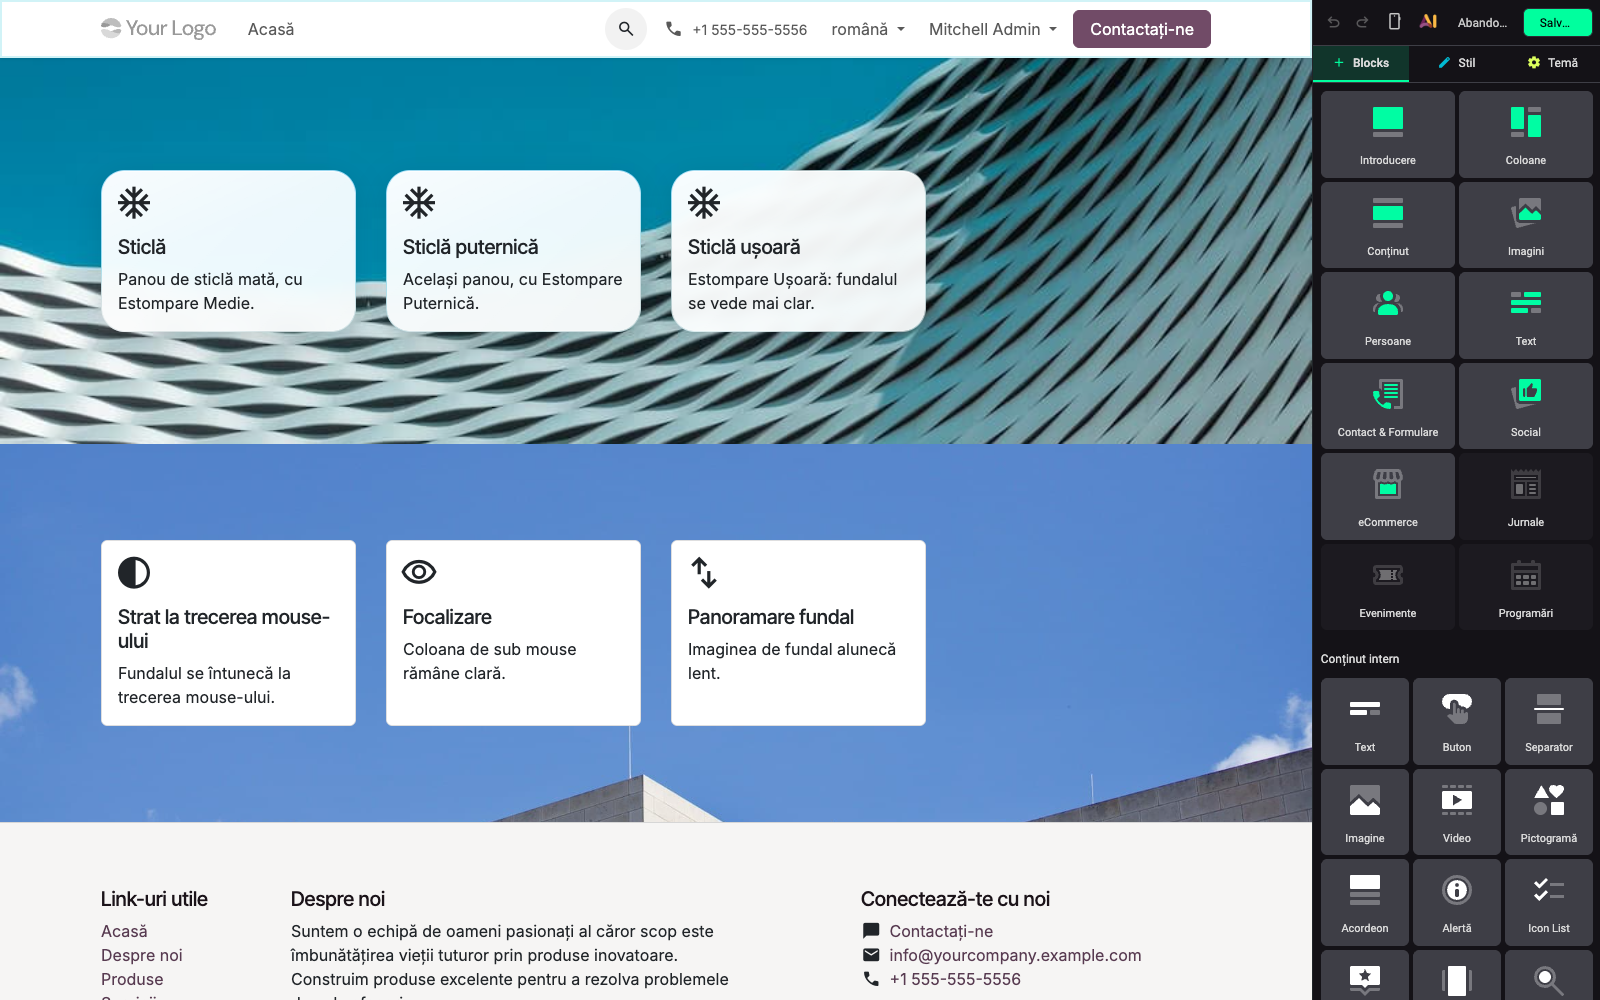 Your Logo
Acasă
+1 555-555-5556
română
Mitchell Admin
Contactați-ne
Abando...
Salv...
Blocks
Stil
Temă
Introducere
Coloane
Conținut
Imagini
Persoane
Text
Contact & Formulare
Social
eCommerce
Jurnale
Evenimente
Programări
Conținut intern
Text
Buton
Separator
Imagine
Video
Pictogramă
Acordeon
Alertă
Icon List
Sticlă
Panou de sticlă mată, cu
Estompare Medie.
Sticlă puternică
Același panou, cu Estompare
Puternică.
Sticlă ușoară
Estompare Ușoară: fundalul
se vede mai clar.
Strat la trecerea mouse-
ului
Fundalul se întunecă la
trecerea mouse-ului.
Focalizare
Coloana de sub mouse
rămâne clară.
Panoramare fundal
Imaginea de fundal alunecă
lent.
Link-uri utile
Acasă
Despre noi
Produse
Despre noi
Suntem o echipă de oameni pasionați al căror scop este
îmbunătățirea vieții tuturor prin produse inovatoare.
Construim produse excelente pentru a rezolva problemele
Conectează-te cu noi
Contactați-ne
info@yourcompany.example.com
+1 555-555-5556